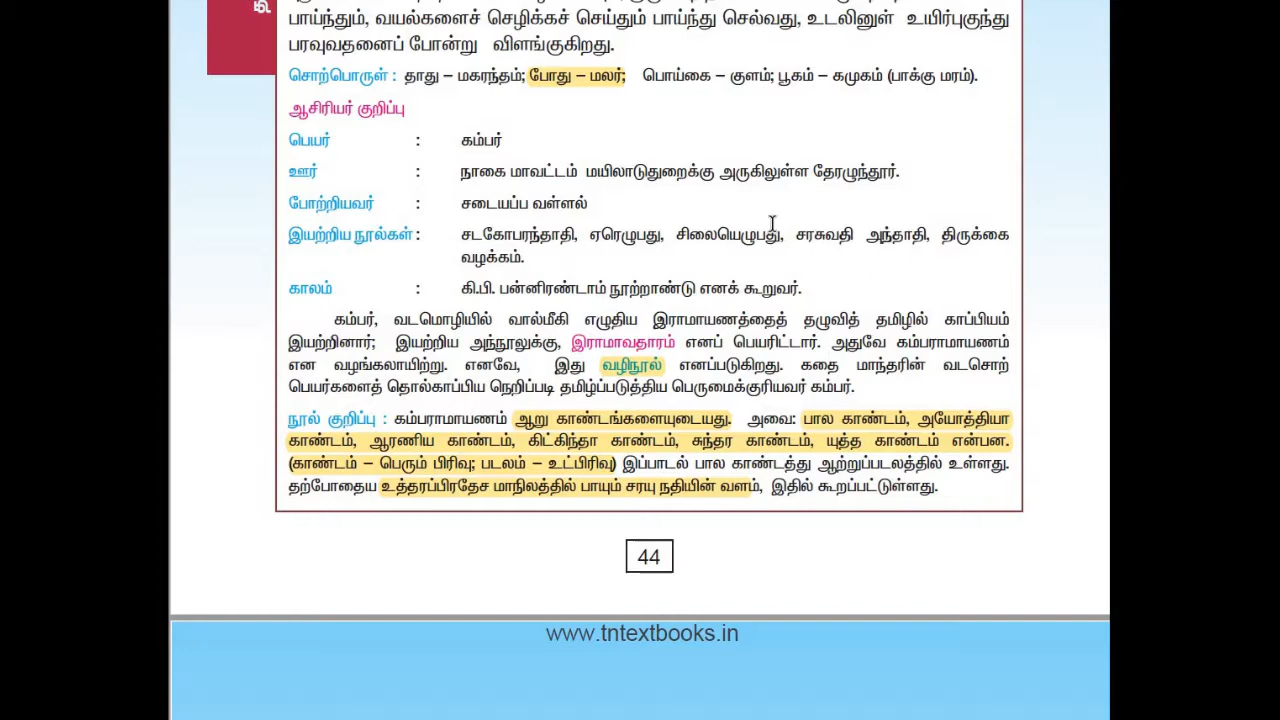 பாய்ந்தும், வயல்களைச் செழிக்கச் செய்தும் பாய்ந்து செல்வது, உடலினுள் உயிர்புகுந்து
பரவுவதனைப் போன்று விளங்குகிறது.
சொற்பொருள் : தாது – மகரந்தம்; போது – மலர்; பொய்கை – குளம்; பூகம் – கமுகம் (பாக்கு மரம்).
ஆசிரியர் குறிப்பு
பெயர் : கம்பர்
ஊர் : நாகை மாவட்டம் மயிலாடுதுறைக்கு அருகிலுள்ள தேரழுந்தூர்.
போற்றியவர் : சடையப்ப வள்ளல்
இயற்றிய நூல்கள் : சடகோபரந்தாதி, ஏரெழுபது, சிலையெழுபது, சரசுவதி அந்தாதி, திருக்கை
வழக்கம்.
காலம் : கி.பி. பன்னிரண்டாம் நூற்றாண்டு எனக் கூறுவர்.
கம்பர், வடமொழியில் வால்மீகி எழுதிய இராமாயணத்தைத் தழுவித் தமிழில் காப்பியம்
இயற்றினார்; இயற்றிய அந்நூலுக்கு, இராமாவதாரம் எனப் பெயரிட்டார். அதுவே கம்பராமாயணம்
என வழங்கலாயிற்று. எனவே, இது வழிநூல் எனப்படுகிறது. கதை மாந்தரின் வடசொற்
பெயர்களைத் தொல்காப்பிய நெறிப்படி தமிழ்ப்படுத்திய பெருமைக்குரியவர் கம்பர்.
நூல் குறிப்பு : கம்பராமாயணம் ஆறு காண்டங்களையுடையது. அவை: பால காண்டம், அயோத்தியா
காண்டம், ஆரணிய காண்டம், கிட்கிந்தா காண்டம், சுந்தர காண்டம், யுத்த காண்டம் என்பன.
(காண்டம் – பெரும் பிரிவு; படலம் – உட்பிரிவு) இப்பாடல் பால காண்டத்து ஆற்றுப்படலத்தில் உள்ளது.
தற்போதைய உத்தரப்பிரதேச மாநிலத்தில் பாயும் சரயு நதியின் வளம், இதில் கூறப்பட்டுள்ளது.
44
www.tntextbooks.in